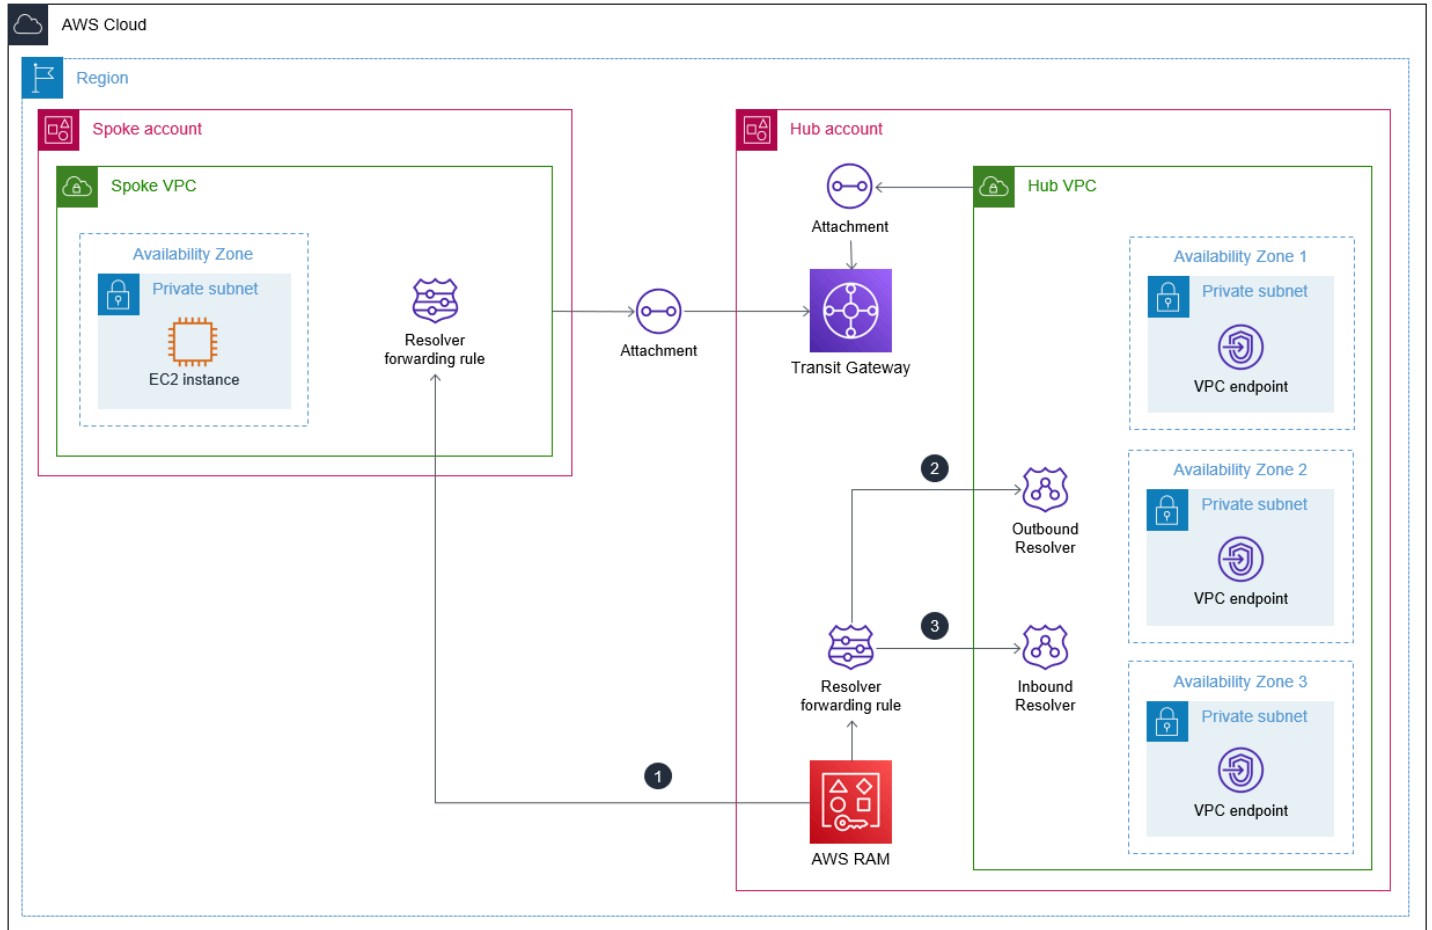 AWS Cloud
Region
Spoke account
Spoke VPC
Availability Zone
Private subnet
EC2 instance
Resolver
forwarding rule
Attachment
Hub account
Attachment
Transit Gateway
Hub VPC
Availability Zone 1
Private subnet
VPC endpoint
2
Outbound
Resolver
Availability Zone 2
Private subnet
VPC endpoint
3
Resolver
forwarding rule
Inbound
Resolver
Availability Zone 3
Private subnet
VPC endpoint
1
AWS RAM